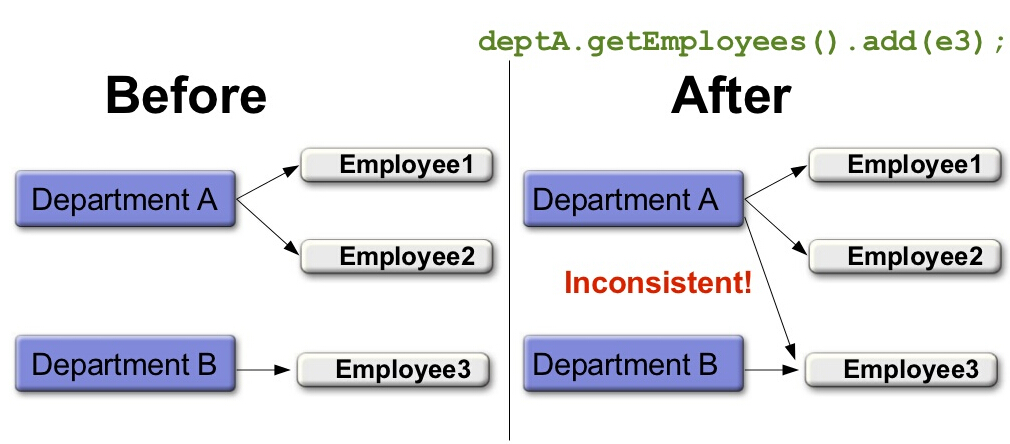 deptA.getEmployees().add(e3);
Before
After
Department A
Employee1
Employee2
Department B
Employee3
Department A
Employee1
Employee2
Inconsistent!
Department B
Employee3